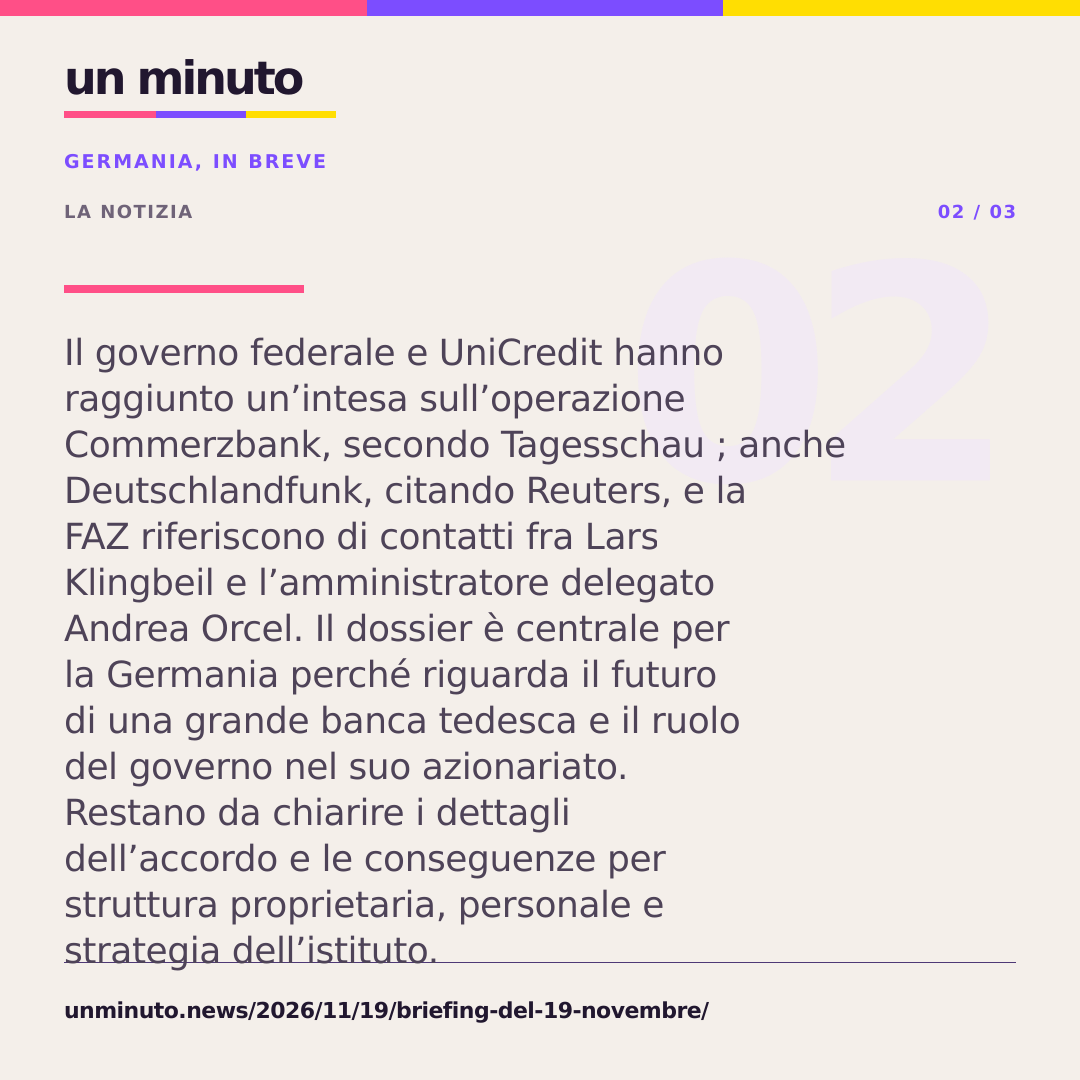 un minuto
GERMANIA, IN BREVE
LA NOTIZIA
02 / 03
02
Il governo federale e UniCredit hanno
raggiunto un’intesa sull’operazione
Commerzbank, secondo Tagesschau ; anche
Deutschlandfunk, citando Reuters, e la
FAZ riferiscono di contatti fra Lars
Klingbeil e l’amministratore delegato
Andrea Orcel. Il dossier è centrale per
la Germania perché riguarda il futuro
di una grande banca tedesca e il ruolo
del governo nel suo azionariato.
Restano da chiarire i dettagli
dell’accordo e le conseguenze per
struttura proprietaria, personale e
strategia dell’istituto.
unminuto.news/2026/11/19/briefing-del-19-novembre/